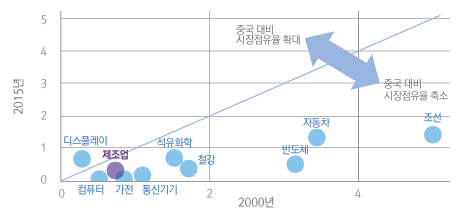 5
4
3
2
1
0
2015년
중국 대비
시장점유율 확대
중국 대비
시장점유율 축소
디스플레이
제조업
석유화학
철강
자동차
반도체
조선
컴퓨터
가전
통신기기
0
2
4
2000년